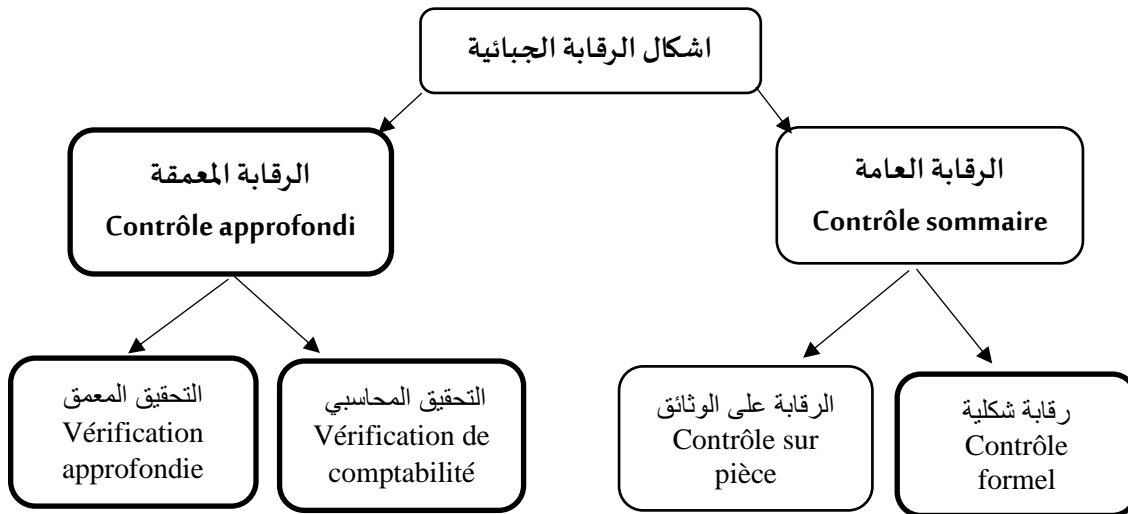 اشكال الرقابة الجبائية
الرقابة العامة
Contrôle sommaire
الرقابة المعمقة
Contrôle approfondi
رقابة شكلية
Contrôle
formel
الرقابة على الوثائق
Contrôle sur
pièce
التحقيق المحاسبي
Vérification de
comptabilité
التحقيق المعمق
Vérification
approfondie